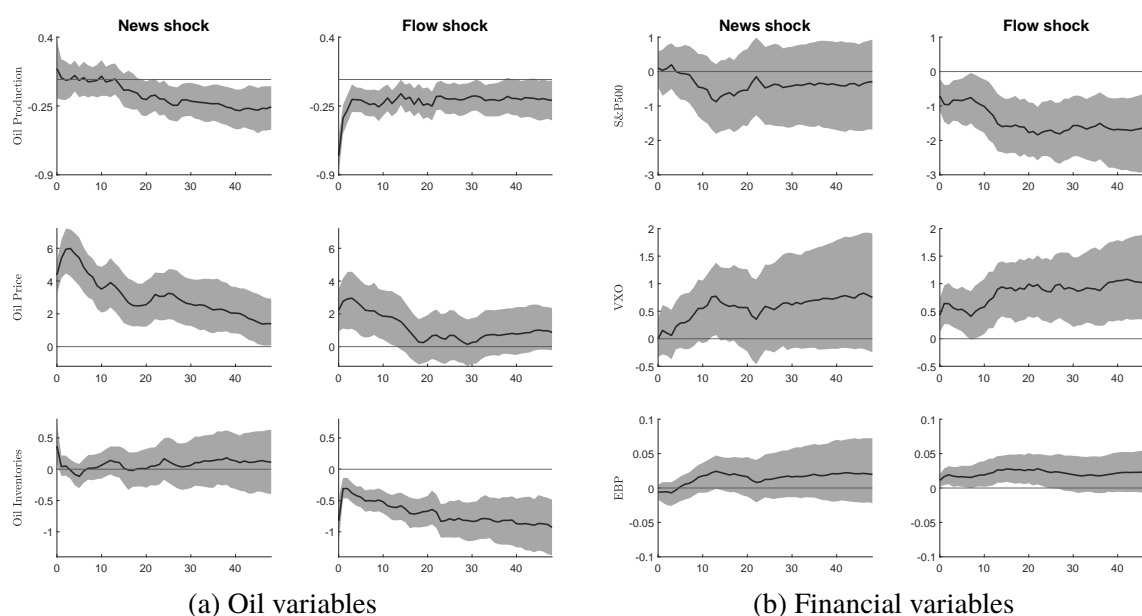 News shock
Flow shock
Oil Production
0.4
-0.25
-0.9
0 10 20 30 40
0 10 20 30 40
0.4
-0.25
-0.9
Oil Price
6
4
2
0
0 10 20 30 40
6
4
2
0
0 10 20 30 40
Oil Inventories
0.5
0
-0.5
-1
0 10 20 30 40
0.5
0
-0.5
-1
0 10 20 30 40
(a) Oil variables
News shock
Flow shock
S&P500
1
0
-1
-2
-3
0 10 20 30 40
1
0
-1
-2
-3
0 10 20 30 40
VXO
2
1.5
1
0.5
0
-0.5
0 10 20 30 40
2
1.5
1
0.5
0
-0.5
0 10 20 30 40
EBP
0.1
0.05
0
-0.05
-0.1
0 10 20 30 40
0.1
0.05
0
-0.05
-0.1
0 10 20 30 40
(b) Financial variables